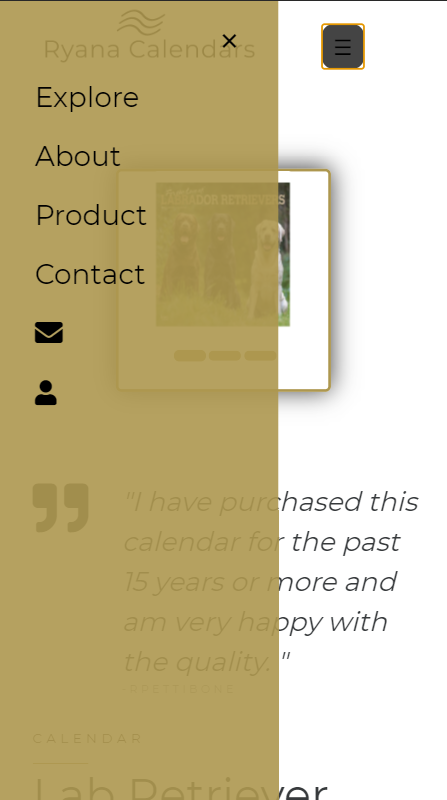 Ryana Calendars
×
Explore
About
Product
Contact
LABRADOR RETRIEVERS
"I have purchased this
calendar for the past
15 years or more and
am very happy with
the quality. "
CALENDAR
Lab Retriever